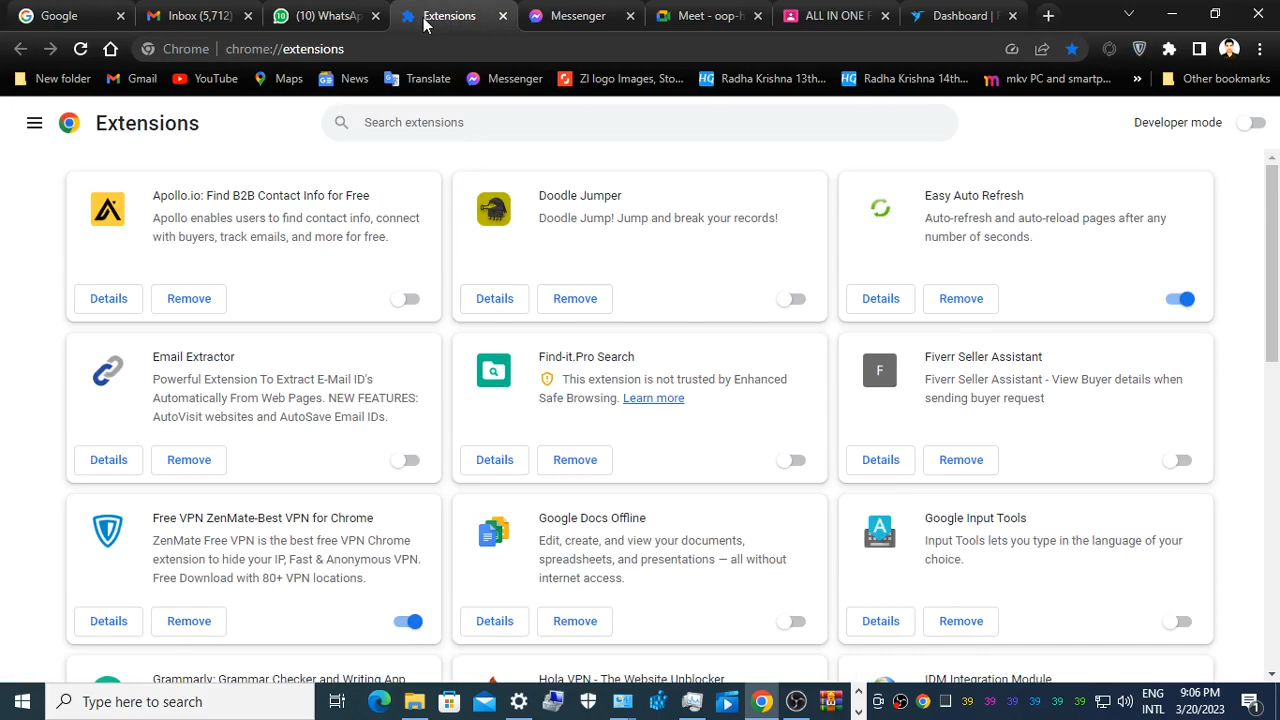 Google
Inbox (5,712)
(10) WhatsA
Extensions
Messenger
Meet - oop-h
ALL IN ONE F
Dashboard | F
Chrome
chrome://extensions
New folder
Gmail
YouTube
Maps
News
Translate
Messenger
ZI logo Images, Sto...
HG
Radha Krishna 13th...
HG
Radha Krishna 14th...
mkv PC and smartp...
»
Other bookmarks
Extensions
Search extensions
Developer mode
Apollo.io: Find B2B Contact Info for Free
Apollo enables users to find contact info, connect
with buyers, track emails, and more for free.
Details
Remove
Doodle Jumper
Doodle Jump! Jump and break your records!
Details
Remove
Easy Auto Refresh
Auto-refresh and auto-reload pages after any
number of seconds.
Details
Remove
Email Extractor
Powerful Extension To Extract E-Mail ID's
Automatically From Web Pages. NEW FEATURES:
AutoVisit websites and AutoSave Email IDs.
Details
Remove
Find-it.Pro Search
This extension is not trusted by Enhanced
Safe Browsing. Learn more
Details
Remove
F
Fiverr Seller Assistant
Fiverr Seller Assistant - View Buyer details when
sending buyer request
Details
Remove
Free VPN ZenMate-Best VPN for Chrome
ZenMate Free VPN is the best free VPN Chrome
extension to hide your IP, Fast & Anonymous VPN.
Free Download with 80+ VPN locations.
Details
Remove
Google Docs Offline
Edit, create, and view your documents,
spreadsheets, and presentations — all without
internet access.
Details
Remove
A
Google Input Tools
Input Tools lets you type in the language of your
choice.
Details
Remove
Grammarly: Grammar Checker and Writing App
Hola VPN - The Website Unblocker
IDM Integration Module
Type here to search
39
39
39
39
39
39
ENG
INTL
9:06 PM
3/20/2023
1